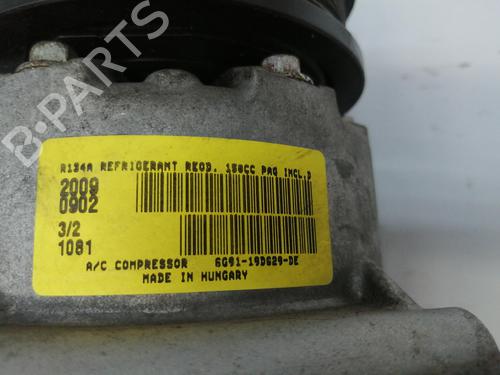 R134A REFRIGERANT REQD. 150CC PAG INCL.D
2009
0902
3/2
1081
A/C COMPRESSOR 6G91-19D629-DE
MADE IN HUNGARY
B-PARTS